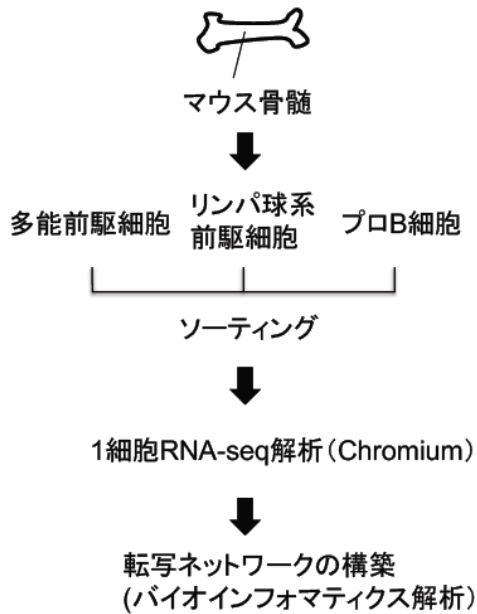 マウス骨髄
多能前駆細胞
リンパ球系
前駆細胞
プロB細胞
ソーティング
1細胞RNA-seq解析(Chromium)
転写ネットワークの構築
(バイオインフォマティクス解析)